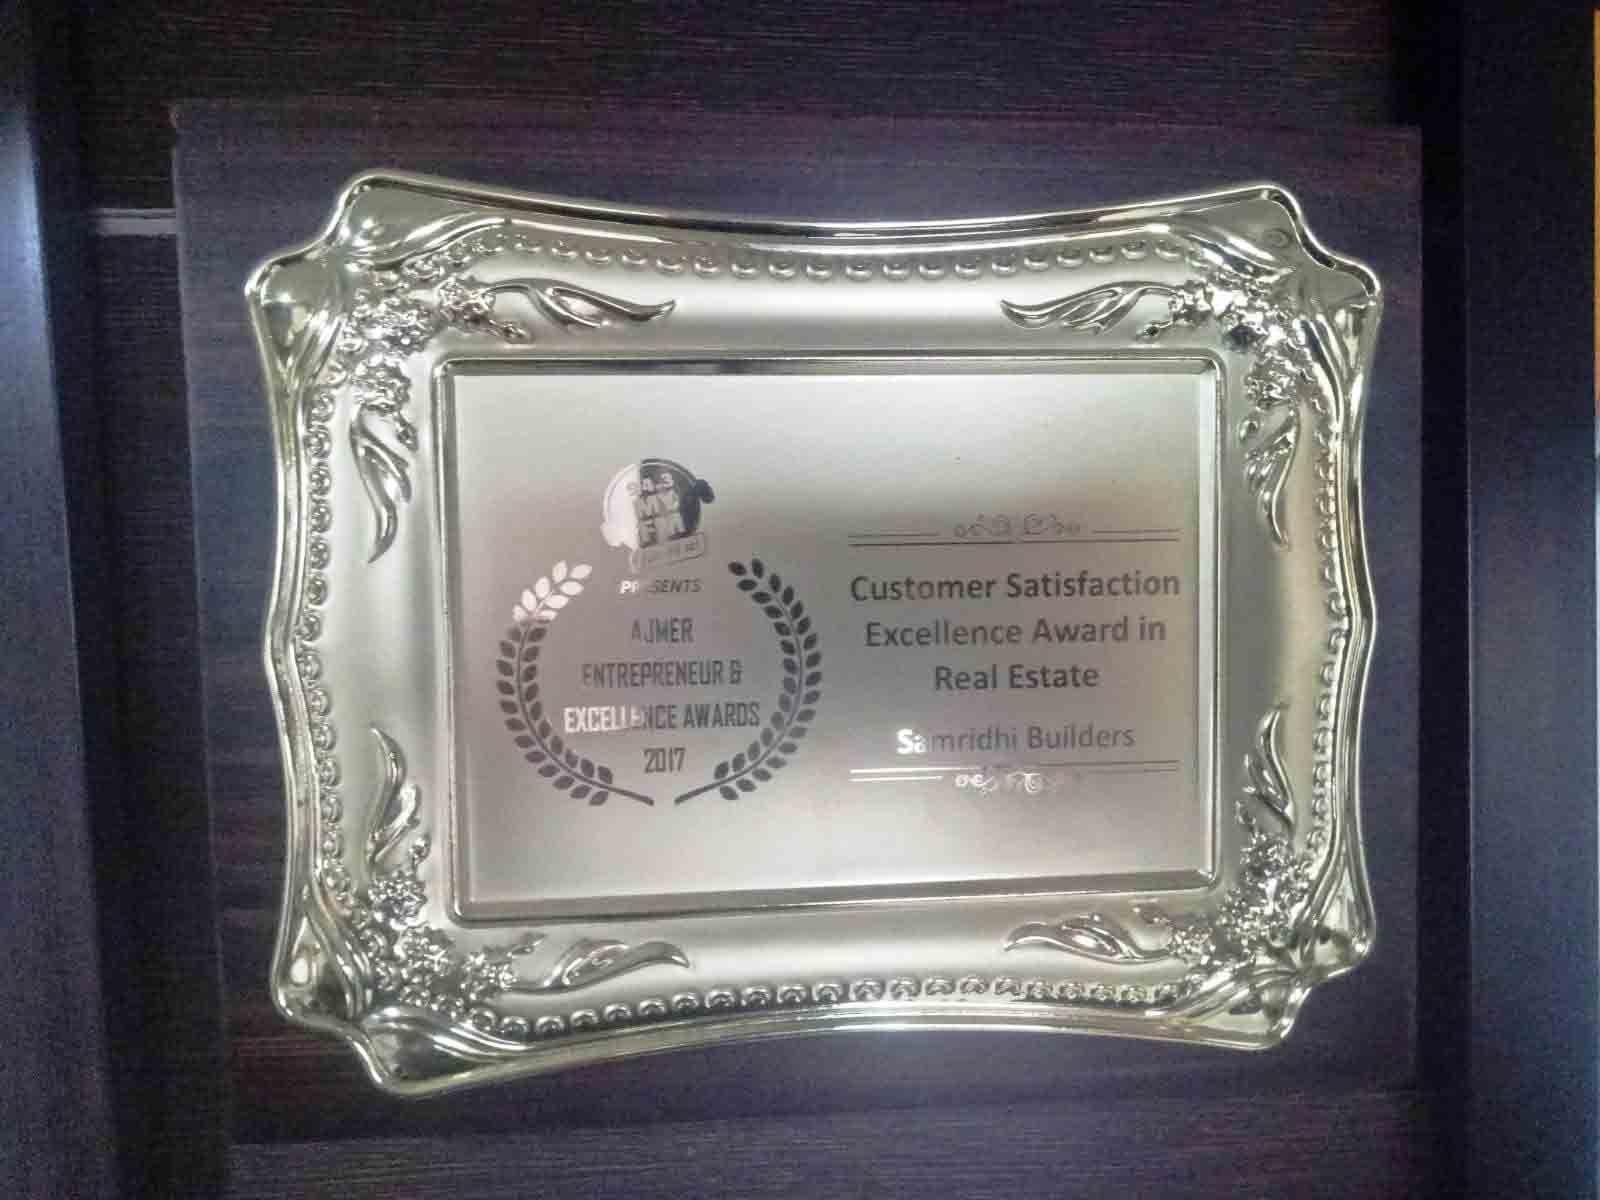 94.3
MY
FM
PRESENTS
AJMER
ENTREPRENEUR &
EXCELLENCE AWARDS
2017
Customer Satisfaction
Excellence Award in
Real Estate
Samridhi Builders